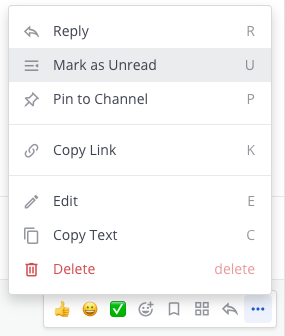 Reply R
Mark as Unread U
Pin to Channel P
Copy Link K
Edit E
Copy Text C
Delete delete